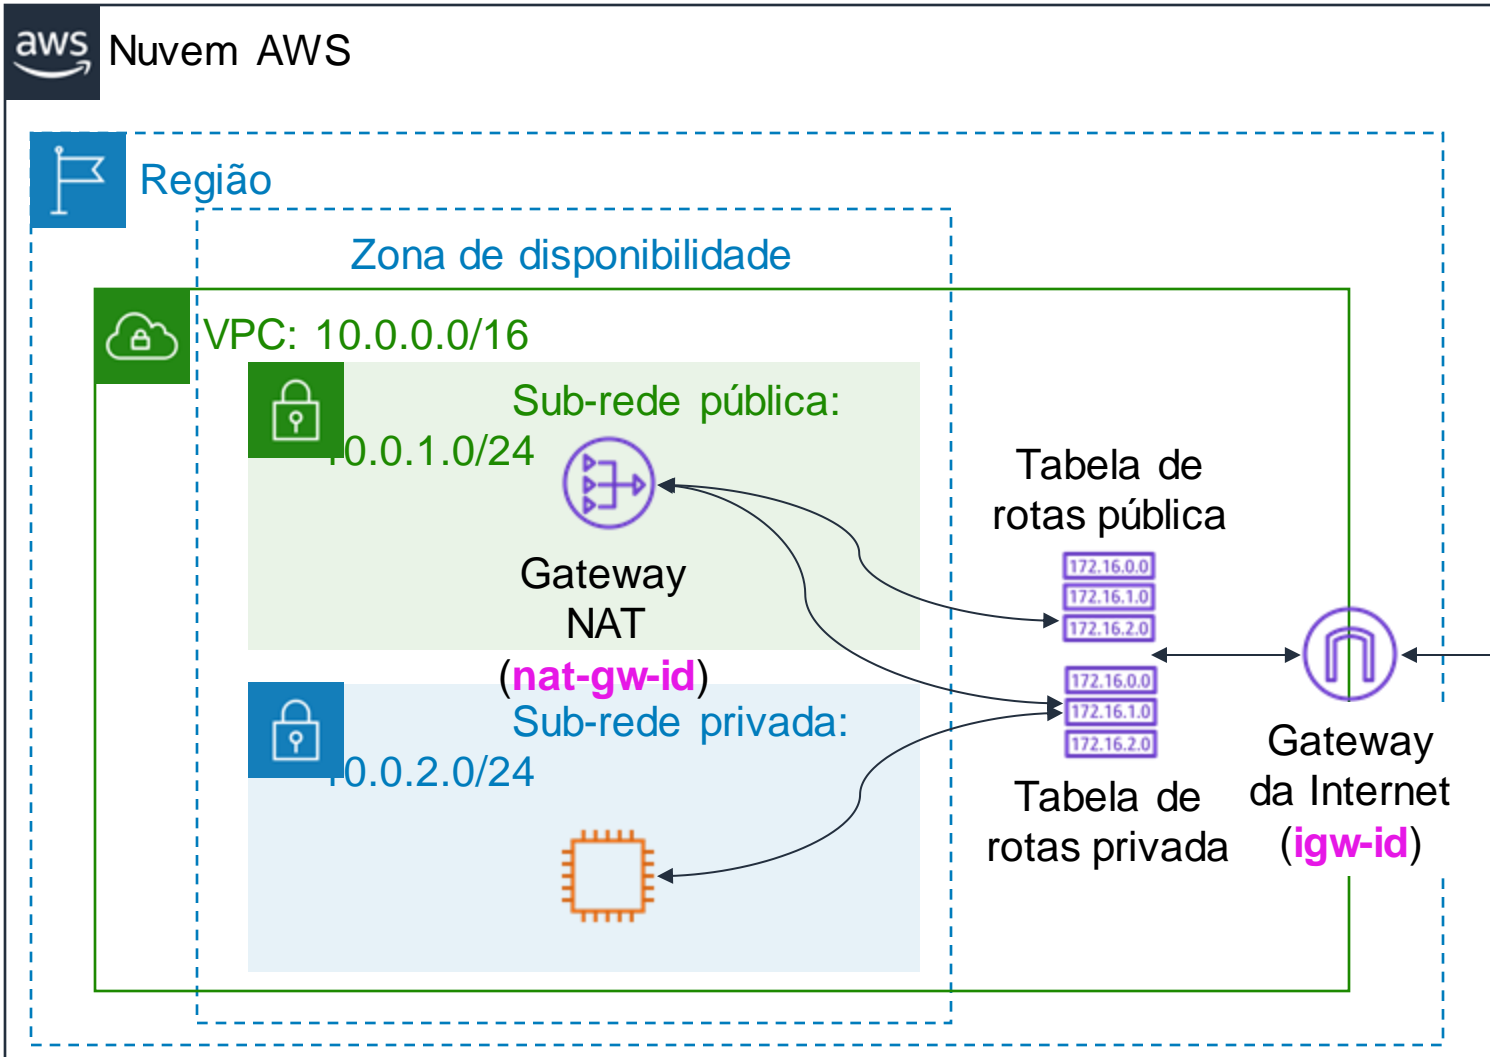 aws
Nuvem AWS
Região
Zona de disponibilidade
VPC: 10.0.0.0/16
Sub-rede pública:
10.0.1.0/24
Gateway
NAT
(nat-gw-id)
Sub-rede privada:
10.0.2.0/24
Tabela de
rotas pública
172.16.0.0
172.16.1.0
172.16.2.0
172.16.0.0
172.16.1.0
172.16.2.0
Tabela de
rotas privada
Gateway
da Internet
(igw-id)